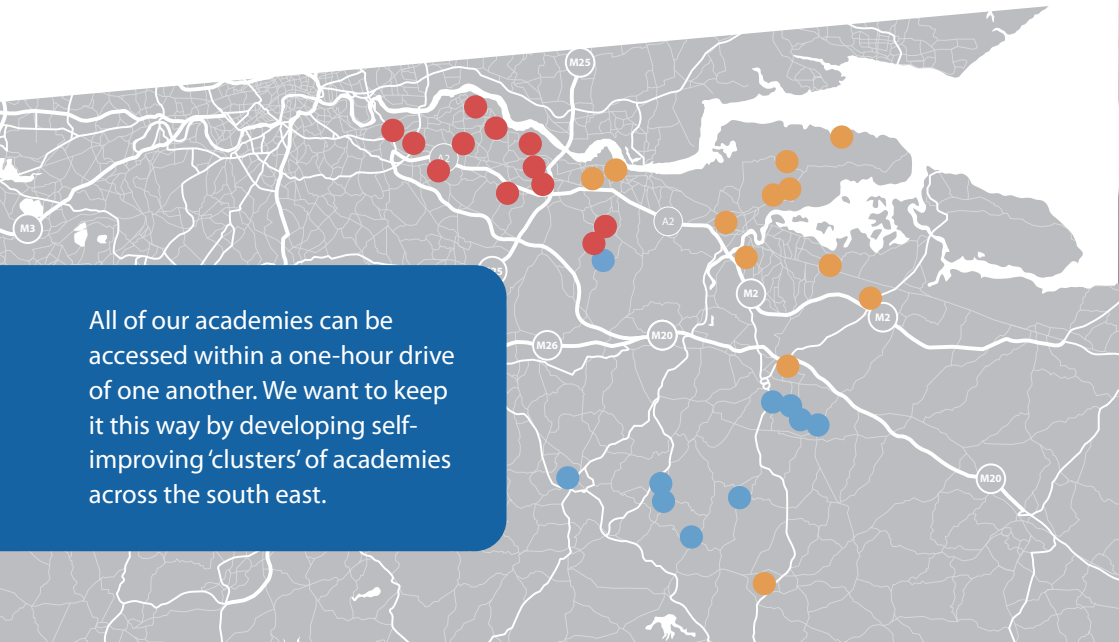 M25
A2
A2
M3
25
M2
M2
M20
M26
M20
All of our academies can be
accessed within a one-hour drive
of one another. We want to keep
it this way by developing self-
improving ‘clusters’ of academies
across the south east.